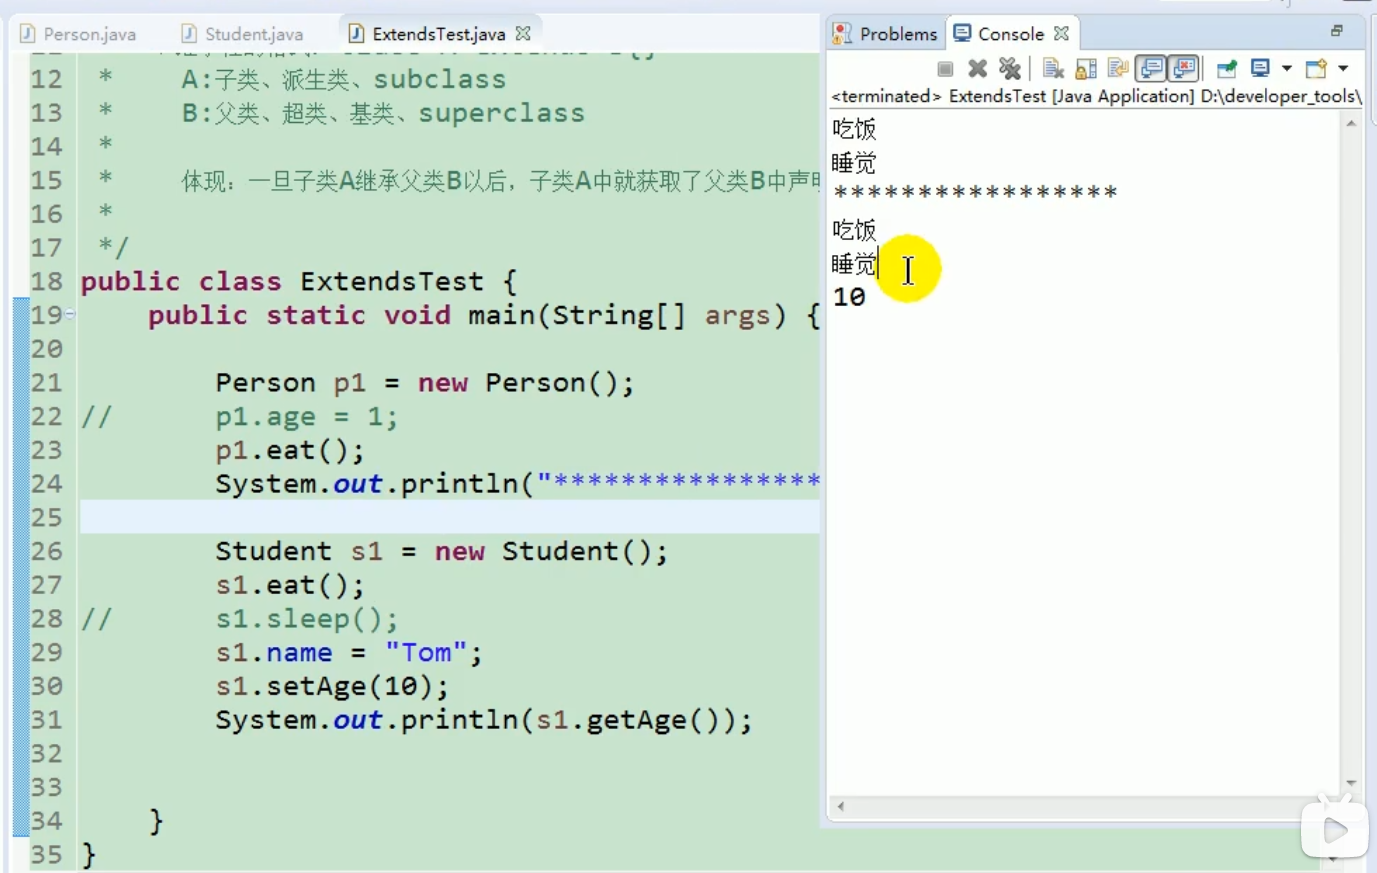 Person.java Student.java ExtendsTest.java
12 * A:子类、派生类、subclass
13 * B:父类、超类、基类、superclass
14 *
15 * 体现：一旦子类A继承父类B以后，子类A中就获取了父类B中声
16 *
17 */
18 public class ExtendsTest {
19 public static void main(String[] args) {
20
21 Person p1 = new Person();
22 // p1.age = 1;
23 p1.eat();
24 System.out.println("****************
25
26 Student s1 = new Student();
27 s1.eat();
28 // s1.sleep();
29 s1.name = "Tom";
30 s1.setAge(10);
31 System.out.println(s1.getAge());
32
33
34 }
35 }
Problems Console
<terminated> ExtendsTest [Java Application] D:\developer_tools\
吃饭
睡觉
*****************
吃饭
睡觉
10